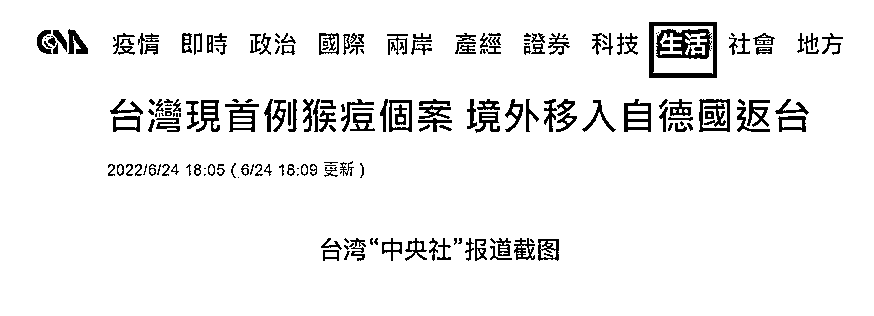 CNA 疫情 即時 政治 國際 兩岸 產經 證券 科技 生活 社會 地方
台灣現首例猴痘個案 境外移入自德國返台
2022/6/24 18:05（6/24 18:09 更新）
台湾“中央社”报道截图